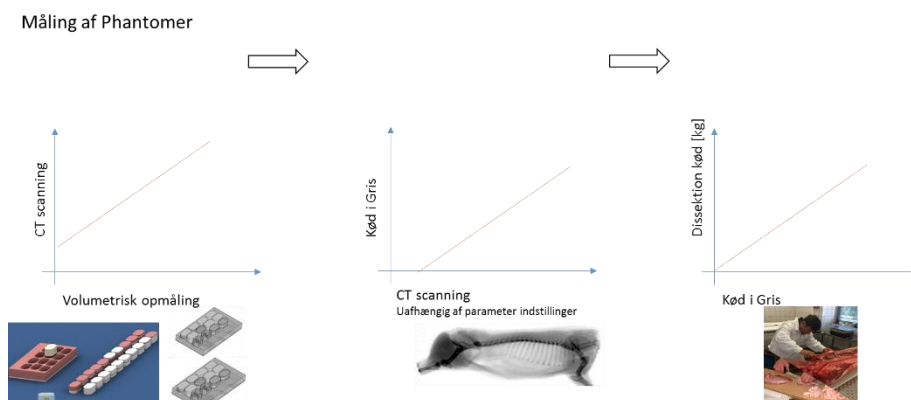 Måling af Phantomer
CT scanning
Volumetrisk opmåling
Kød i Gris
CT scanning
Uafhængig af parameter indstillinger
Dissektion kød [kg]
Kød i Gris